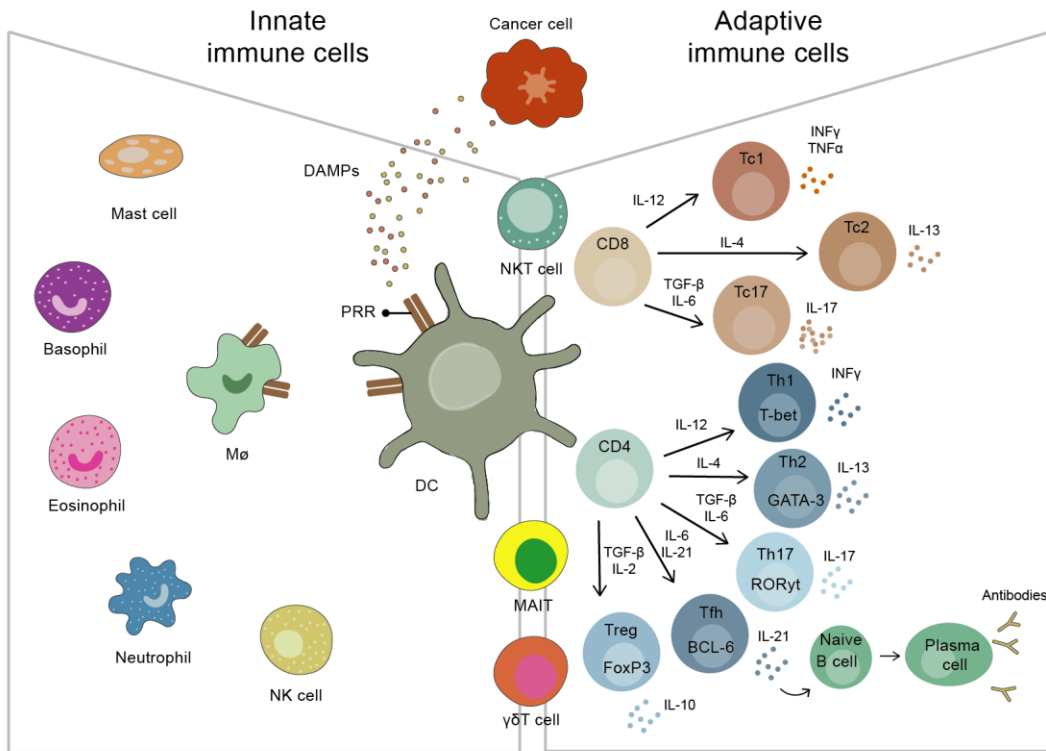 Innate
immune cells
Cancer cell
Adaptive
immune cells
DAMPs
Mast cell
Basophil
Eosinophil
Mø
Neutrophil
NK cell
PRR
DC
NKT cell
MAIT
γδT cell
CD8
IL-12
Tc1
INFγ
TNFα
IL-4
Tc2
IL-13
TGF-β
IL-6
Tc17
IL-17
CD4
IL-12
Th1
T-bet
INFγ
IL-4
Th2
GATA-3
IL-13
TGF-β
IL-6
Th17
RORyt
IL-17
IL-6
IL-21
Tfh
BCL-6
IL-21
TGF-β
IL-2
Treg
FoxP3
IL-10
Naive
B cell
Plasma
cell
Antibodies